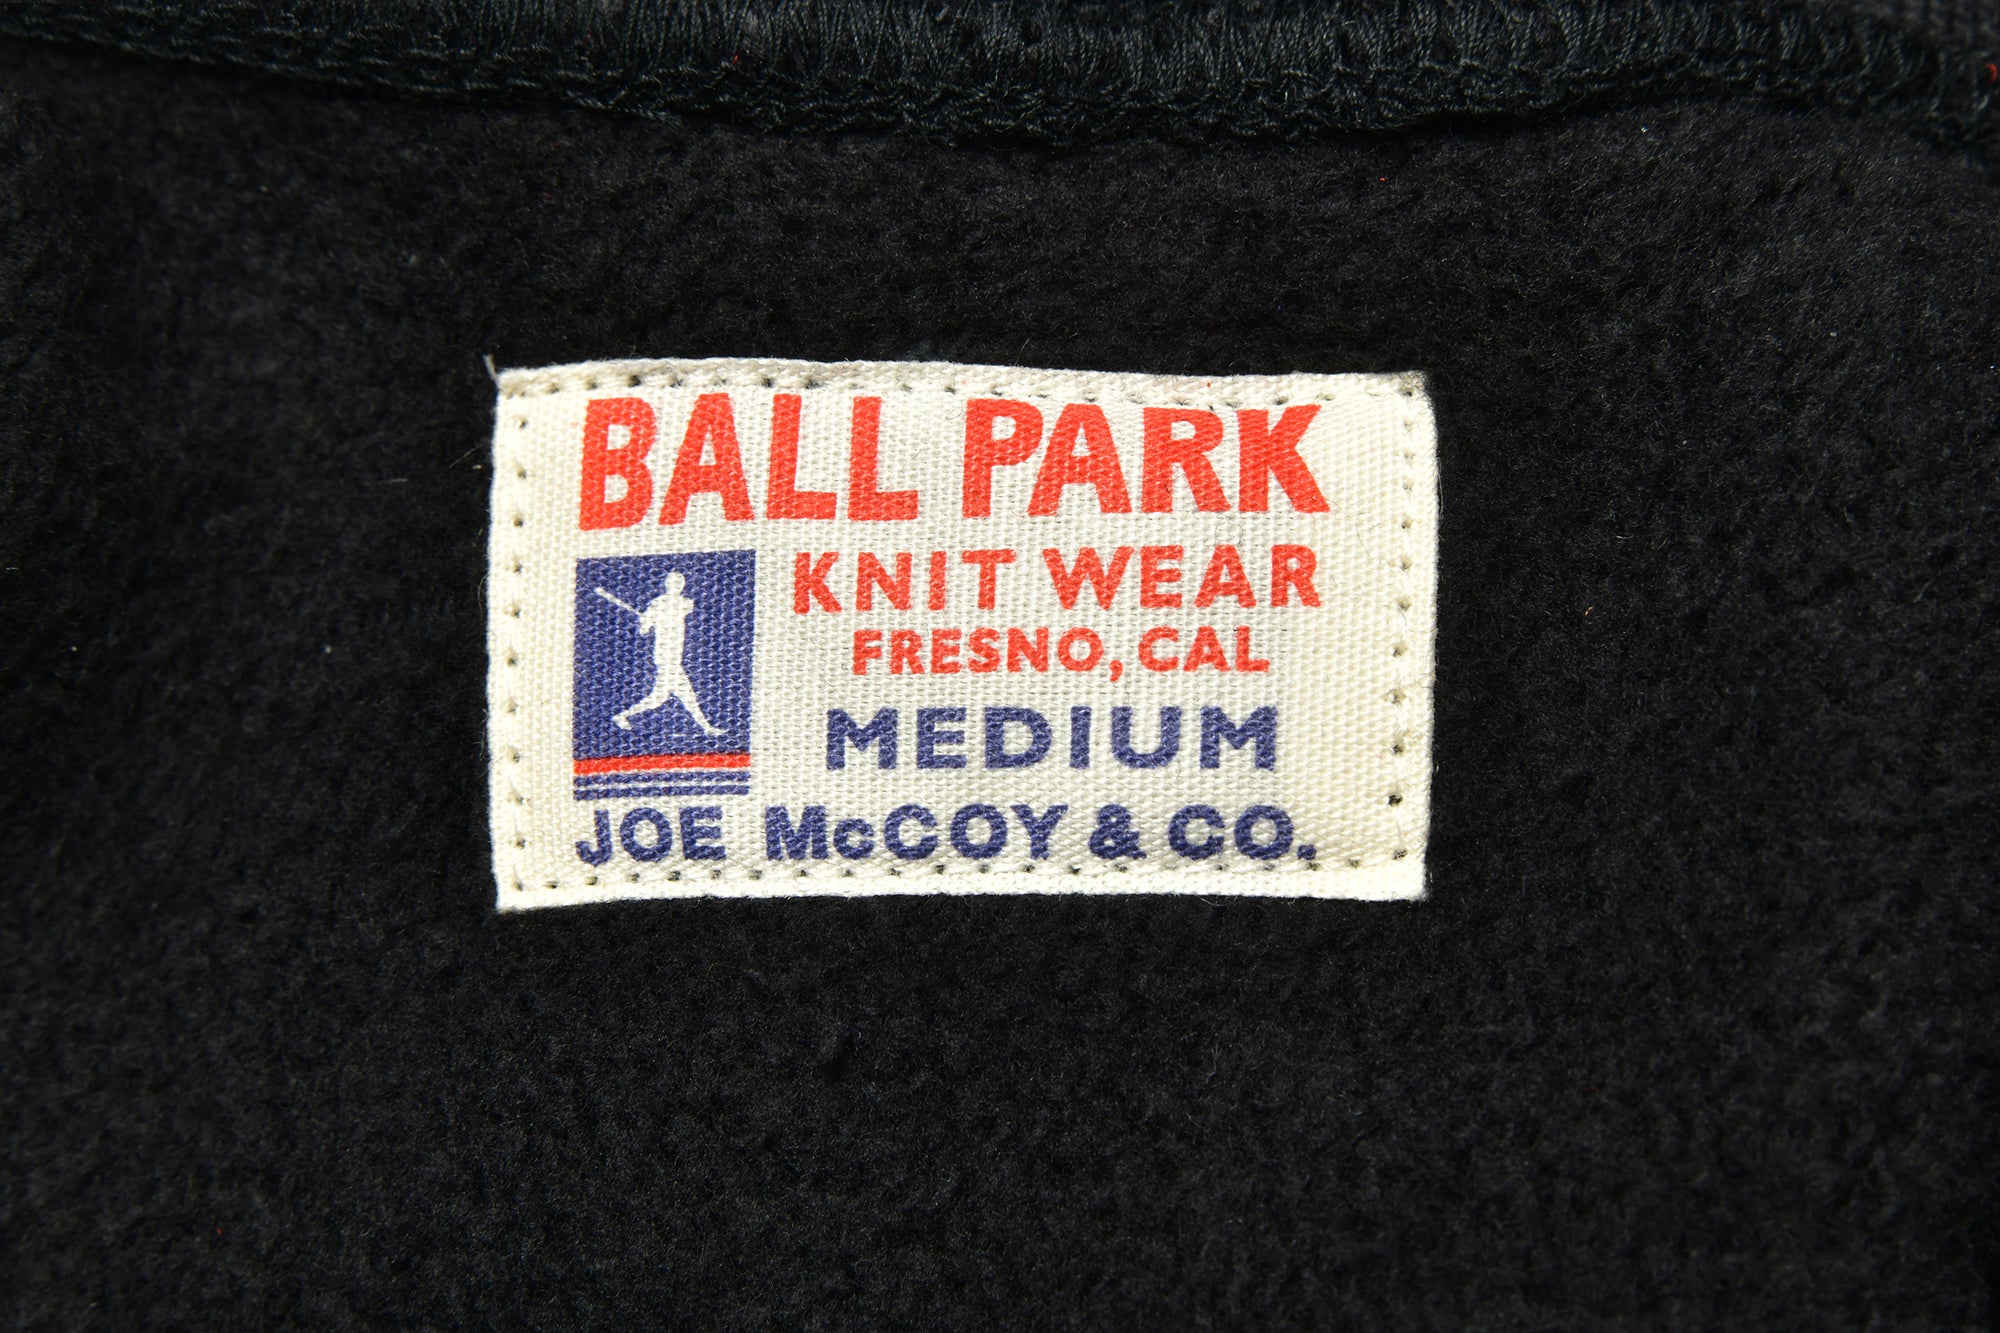 BALL PARK
KNIT WEAR
FRESNO, CAL
MEDIUM
JOE McCOY & CO.